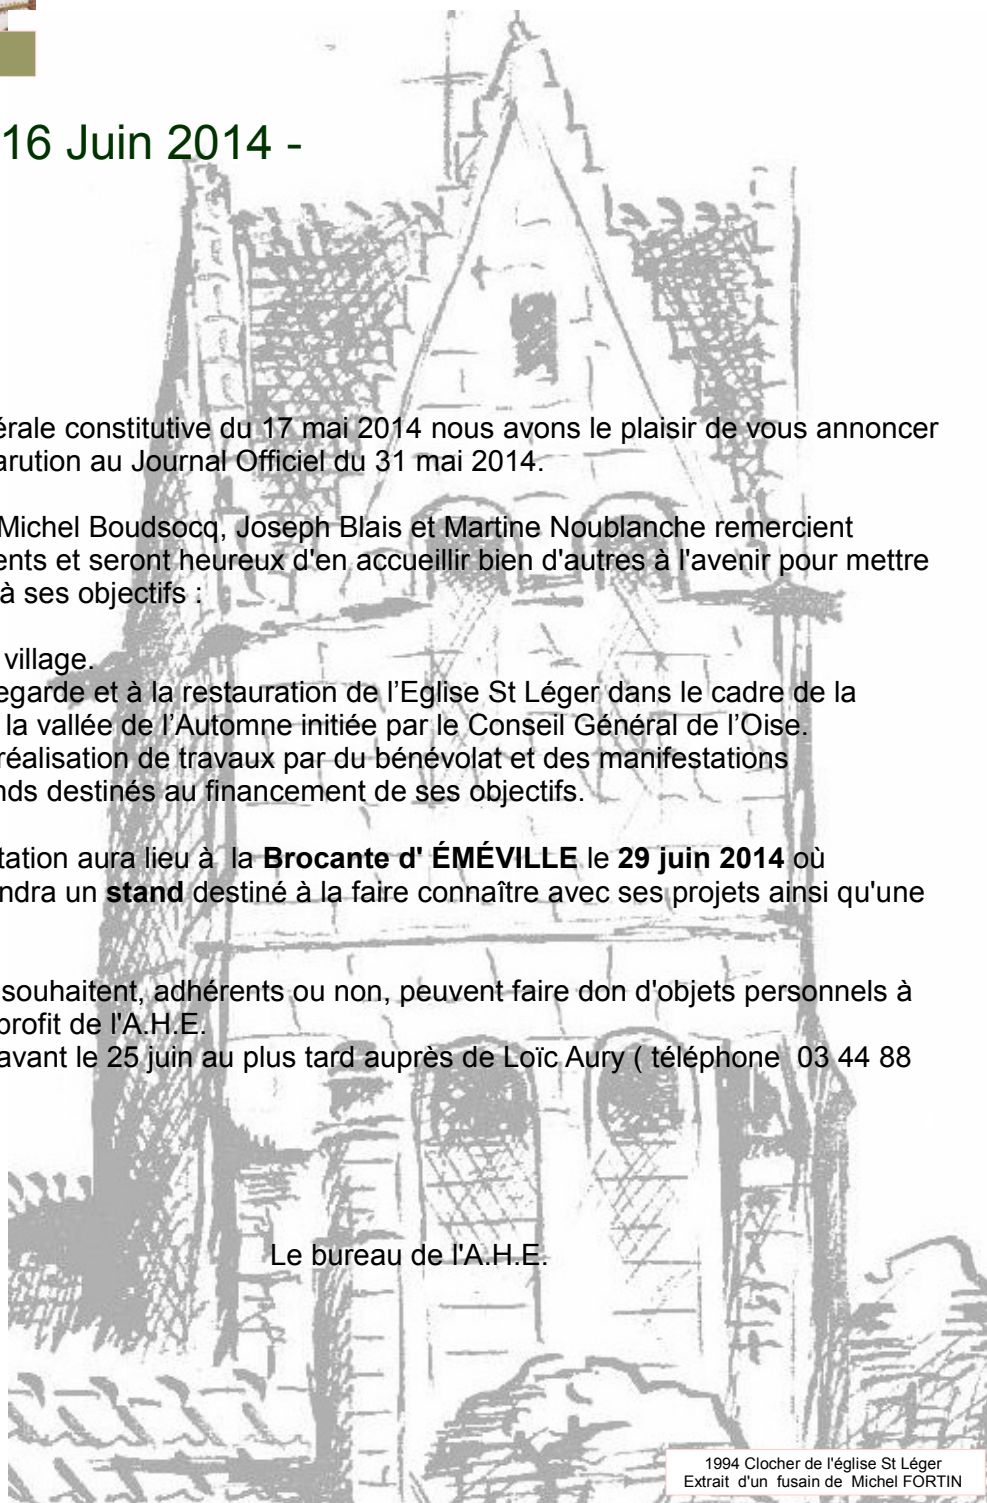 16 Juin 2014 -
érale constitutive du 17 mai 2014 nous avons le plaisir de vous annoncer
arution au Journal Officiel du 31 mai 2014.
Michel Boudsocq, Joseph Blais et Martine Noublanche remercient
ents et seront heureux d'en accueillir bien d'autres à l'avenir pour mettre
à ses objectifs :
village.
egarde et à la restauration de l’Eglise St Léger dans le cadre de la
la vallée de l’Automne initiée par le Conseil Général de l’Oise.
réalisation de travaux par du bénévolat et des manifestations
nds destinés au financement de ses objectifs.
tation aura lieu à la Brocante d' ÉMÉVILLE le 29 juin 2014 où
ndra un stand destiné à la faire connaître avec ses projets ainsi qu'une
souhaitent, adhérents ou non, peuvent faire don d'objets personnels à
profit de l'A.H.E.
avant le 25 juin au plus tard auprès de Loïc Aury ( téléphone 03 44 88
Le bureau de l'A.H.E.
1994 Clocher de l'église St Léger
Extrait d'un fusain de Michel FORTIN